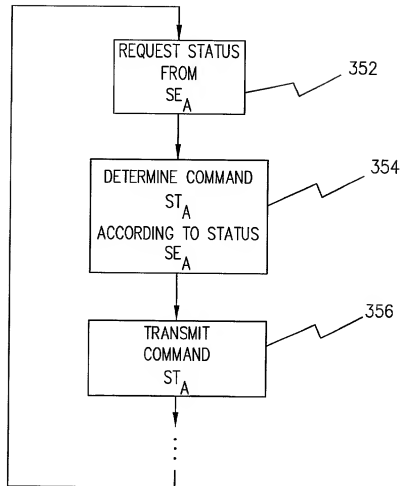 REQUEST STATUS
FROM
SE_A
352
DETERMINE COMMAND
ST_A
ACCORDING TO STATUS
SE_A
354
TRANSMIT
COMMAND
ST_A
356